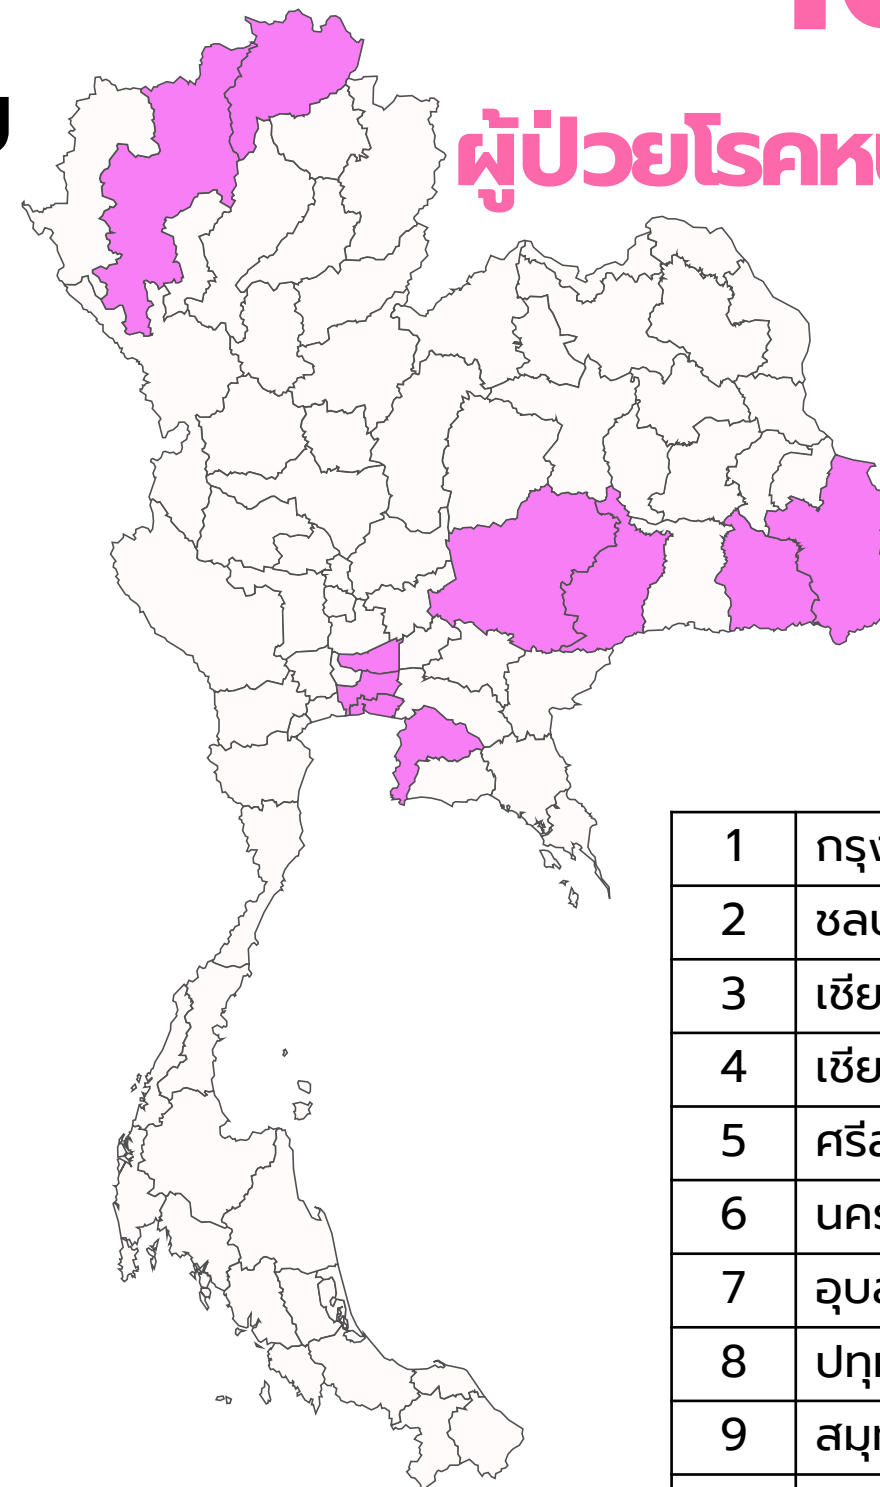 ผู้ป่วยโรคห
1 กรุง
2 ชลบ
3 เชีย
4 เชีย
5 ศรีส
6 นคร
7 อุบล
8 ปทุม
9 สมุท